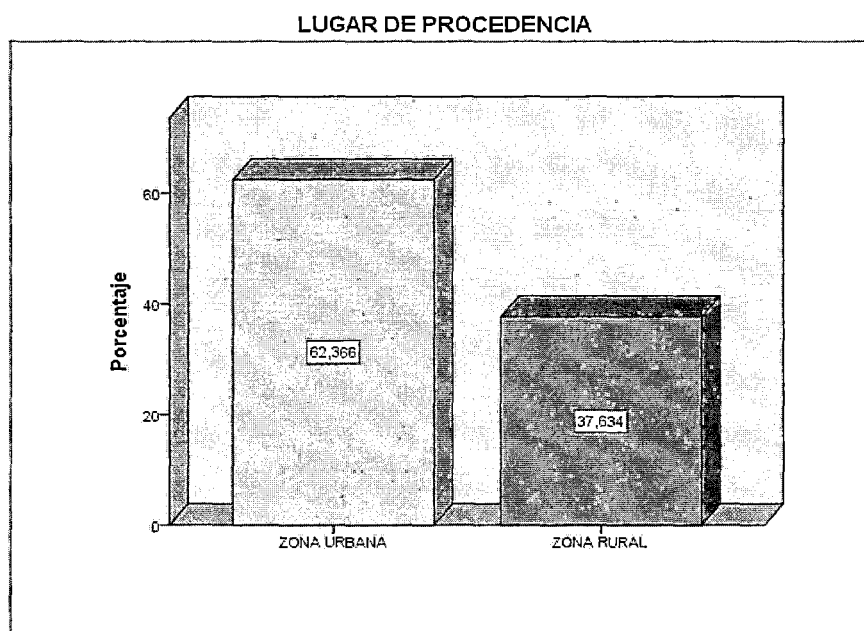 LUGAR DE PROCEDENCIA
60
40
20
0
Porcentaje
62,366
37,634
ZONA URBANA
ZONA RURAL